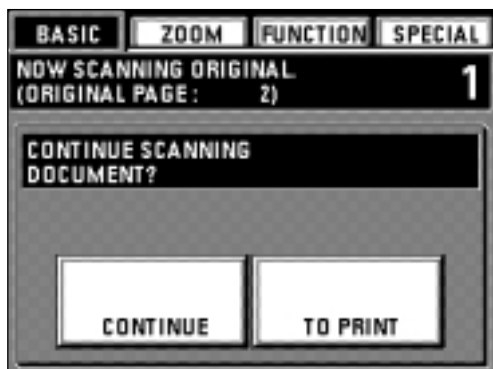 BASIC ZOOM FUNCTION SPECIAL
NOW SCANNING ORIGINAL. 1
(ORIGINAL PAGE: 2)
CONTINUE SCANNING
DOCUMENT?
CONTINUE TO PRINT